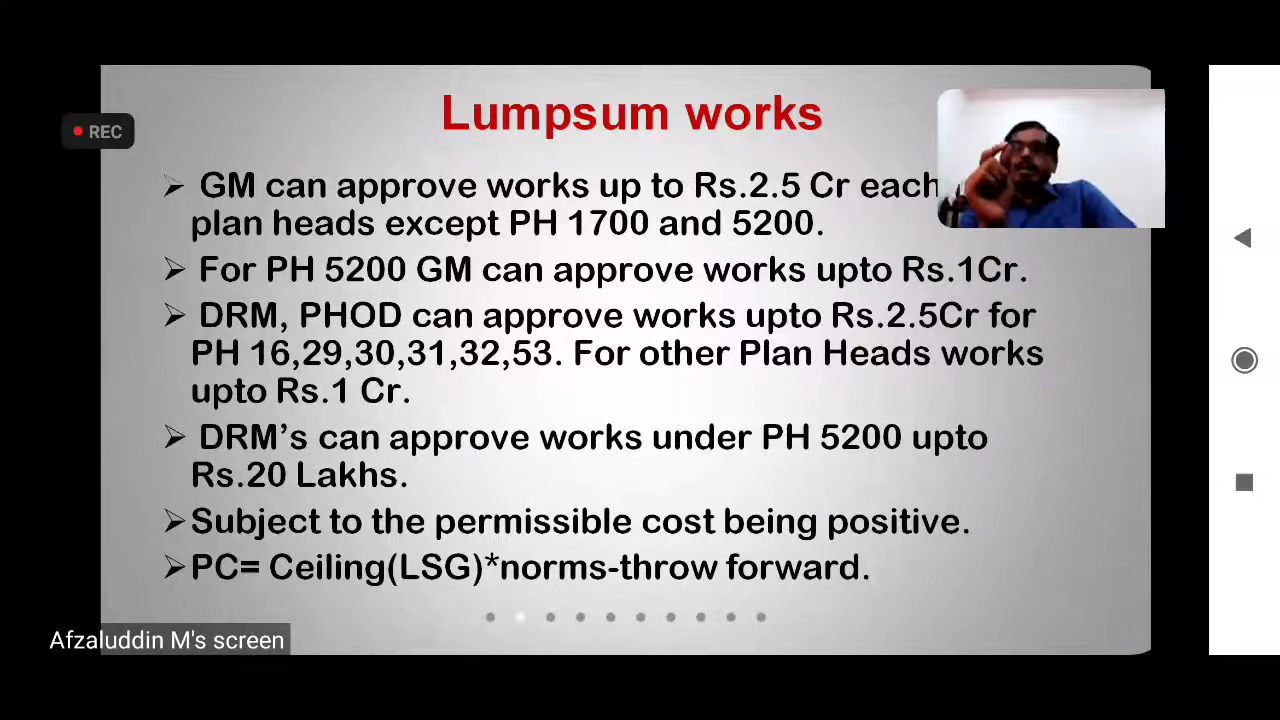 Lumpsum works
REC
➢ GM can approve works up to Rs.2.5 Cr each
plan heads except PH 1700 and 5200.
➢ For PH 5200 GM can approve works upto Rs.1Cr.
➢ DRM, PHOD can approve works upto Rs.2.5Cr for
PH 16,29,30,31,32,53. For other Plan Heads works
upto Rs.1 Cr.
➢ DRM’s can approve works under PH 5200 upto
Rs.20 Lakhs.
➢Subject to the permissible cost being positive.
➢PC= Ceiling(LSG)*norms-throw forward.
Afzaluddin M's screen